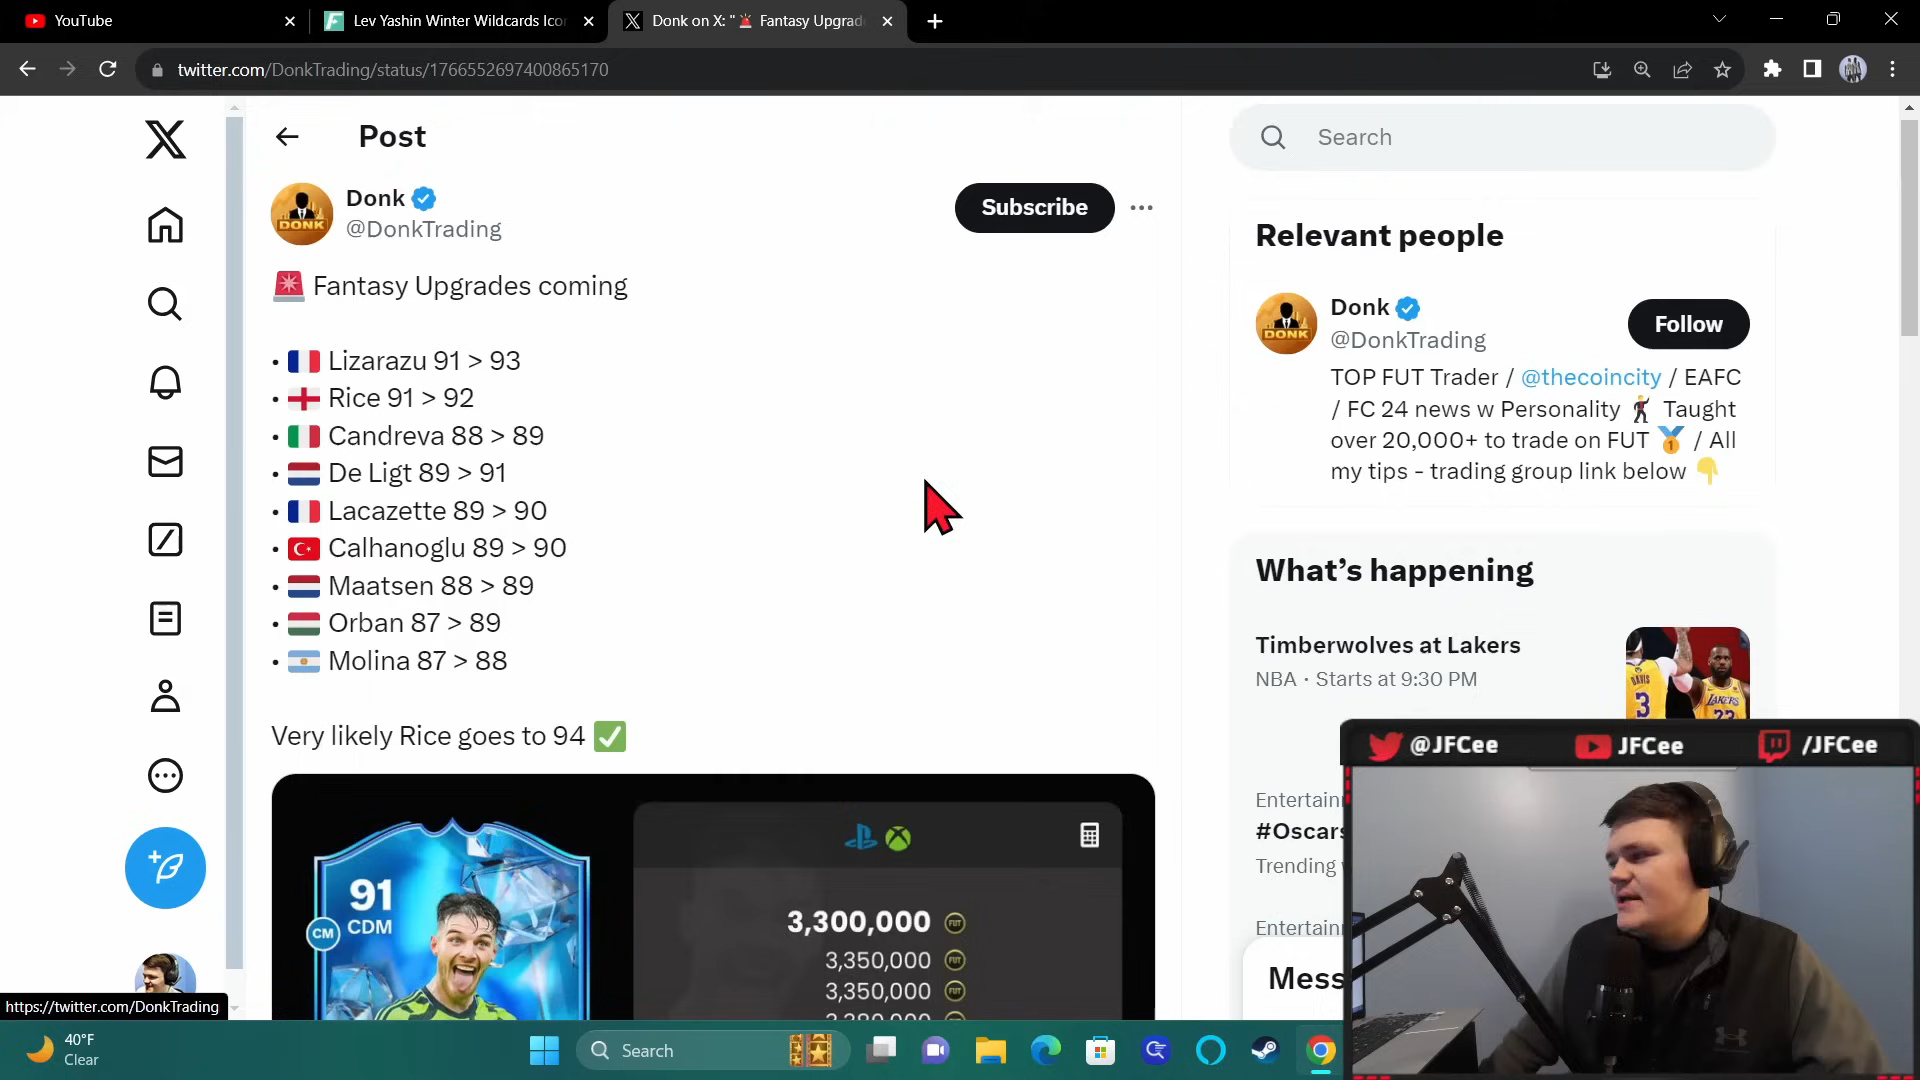 YouTube
Lev Yashin Winter Wildcards Ico
Donk on X: "🚨 Fantasy Upgrad
twitter.com/DonkTrading/status/1766552697400865170
Post
Search
Donk
@DonkTrading
Subscribe
🚨 Fantasy Upgrades coming
• 🇫🇷 Lizarazu 91 > 93
• 🏴󠁧󠁢󠁥󠁮󠁧󠁿 Rice 91 > 92
• 🇮🇹 Candreva 88 > 89
• 🇳🇱 De Ligt 89 > 91
• 🇫🇷 Lacazette 89 > 90
• 🇹🇷 Calhanoglu 89 > 90
• 🇳🇱 Maatsen 88 > 89
• 🇭🇺 Orban 87 > 89
• 🇦🇷 Molina 87 > 88
Very likely Rice goes to 94 ✅
91
CDM
CM
3,300,000
3,350,000
3,350,000
Relevant people
DONK
Donk
@DonkTrading
Follow
TOP FUT Trader / @thecoincity / EAFC
/ FC 24 news w Personality 🕺 Taught
over 20,000+ to trade on FUT 🥇 / All
my tips - trading group link below 👇
What's happening
Timberwolves at Lakers
NBA · Starts at 9:30 PM
Entertain
#Oscars
Trending
Entertain
Mess
@JFCee
JFCee
/JFCee
https://twitter.com/DonkTrading
40°F
Clear
Search